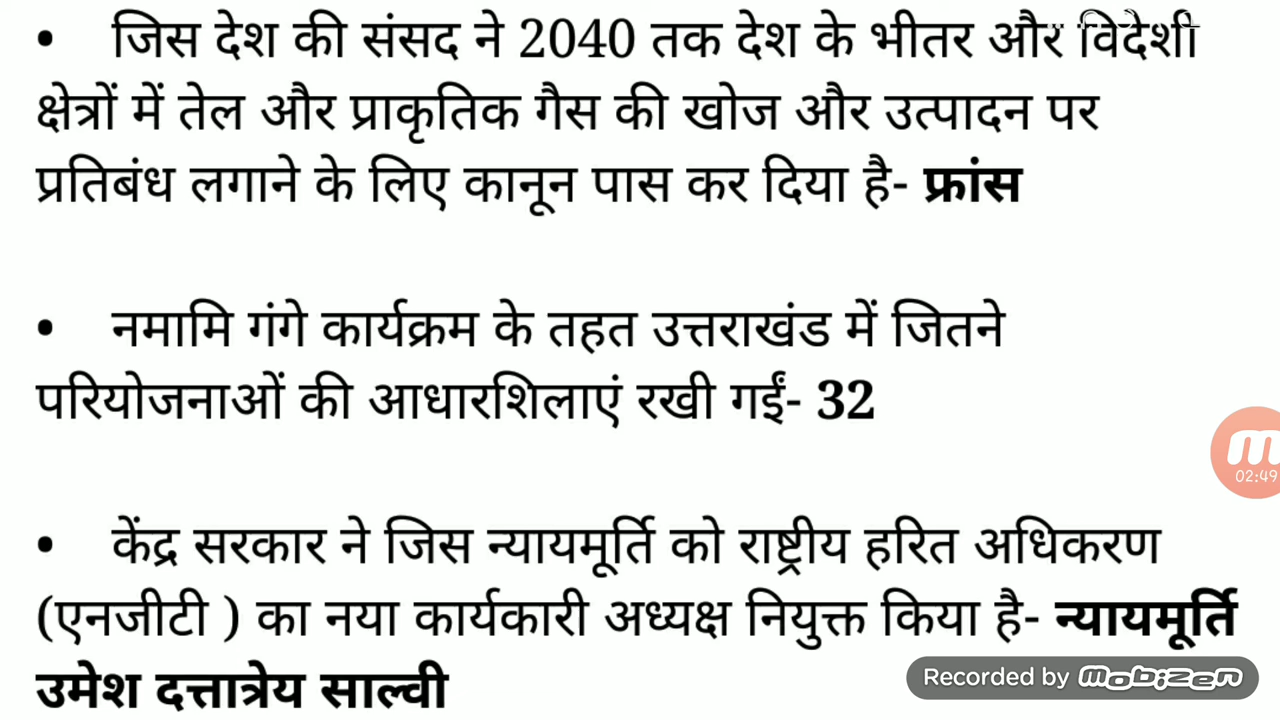 • जिस देश की संसद ने 2040 तक देश के भीतर और विदेशी
क्षेत्रों में तेल और प्राकृतिक गैस की खोज और उत्पादन पर
प्रतिबंध लगाने के लिए कानून पास कर दिया है- फ्रांस
• नमामि गंगे कार्यक्रम के तहत उत्तराखंड में जितने
परियोजनाओं की आधारशिलाएं रखी गईं- 32
02:49
• केंद्र सरकार ने जिस न्यायमूर्ति को राष्ट्रीय हरित अधिकरण
(एनजीटी ) का नया कार्यकारी अध्यक्ष नियुक्त किया है- न्यायमूर्ति
उमेश दत्तात्रेय साल्वी
Recorded by mobizen